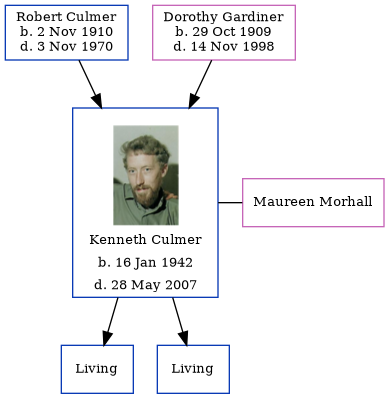 Robert Culmer
b. 2 Nov 1910
d. 3 Nov 1970
Dorothy Gardiner
b. 29 Oct 1909
d. 14 Nov 1998
Kenneth Culmer
b. 16 Jan 1942
d. 28 May 2007
Maureen Morhall
Living
Living